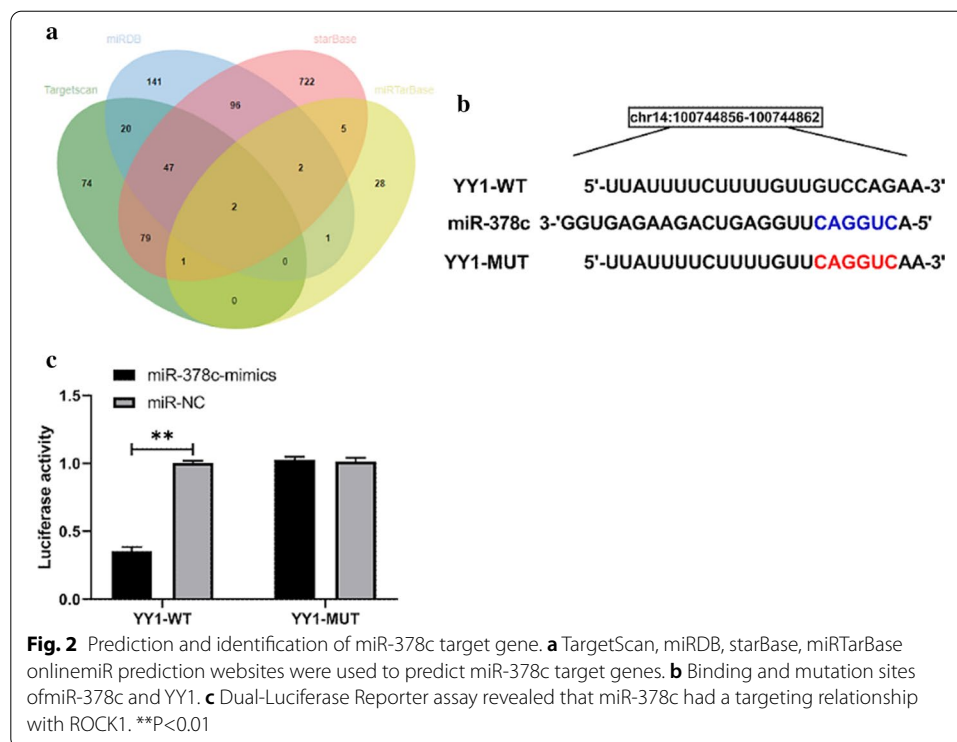 a
miRDB
starBase
Targetscan
miRTarBase
141
722
20
96
5
74
47
2
28
2
79
1
1
0
0
b
chr14:100744856-100744862
YY1-WT 5'-UUAUUUUCUUUUGUUGUCCAGAA-3'
miR-378c 3-'GGUGAGAAGACUGAGGUUCAGGUCA-5'
YY1-MUT 5'-UUAUUUUCUUUUGUUCAGGUCAA-3'
c
miR-378c-mimics
miR-NC
Luciferase activity
1.5
1.0
0.5
0.0
**
YY1-WT YY1-MUT
Fig. 2 Prediction and identification of miR-378c target gene. a TargetScan, miRDB, starBase, miRTarBase
onlinemiR prediction websites were used to predict miR-378c target genes. b Binding and mutation sites
ofmiR-378c and YY1. c Dual-Luciferase Reporter assay revealed that miR-378c had a targeting relationship
with ROCK1. **P<0.01